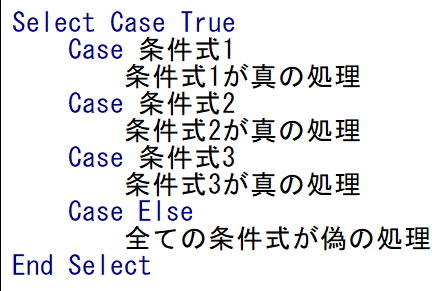 Select Case True
Case 条件式1
条件式1が真の処理
Case 条件式2
条件式2が真の処理
Case 条件式3
条件式3が真の処理
Case Else
全ての条件式が偽の処理
End Select